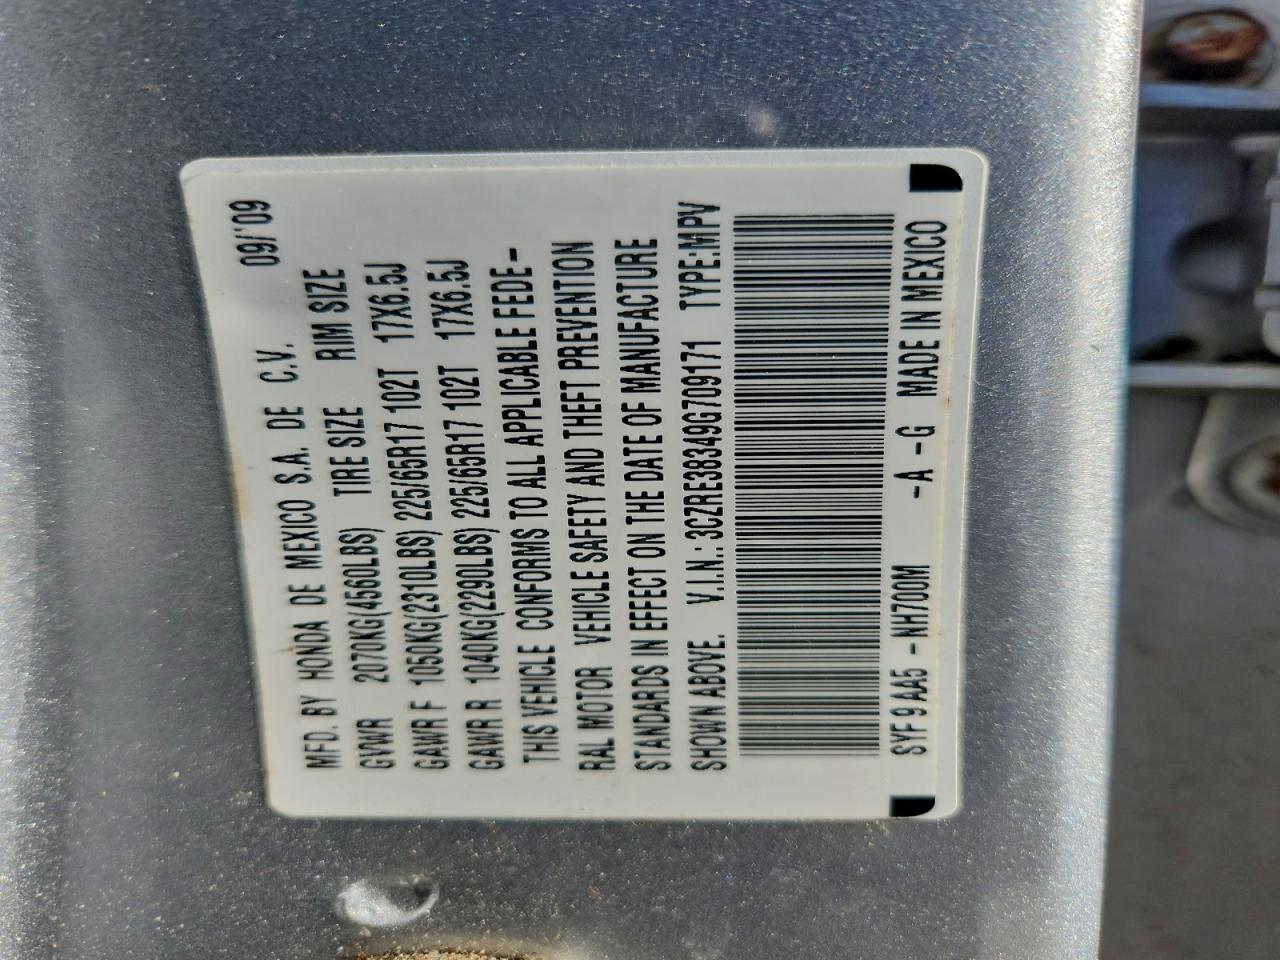 MFD. BY HONDA DE MEXICO S.A. DE C.V. 09/'09
TIRE SIZE RIM SIZE
GVWR 2070KG(4560LBS)
GAWR F 1050KG(2310LBS) 225/65R17 102T 17X6.5J
GAWR R 1040KG(2290LBS) 225/65R17 102T 17X6.5J
THIS VEHICLE CONFORMS TO ALL APPLICABLE FEDE-
RAL MOTOR VEHICLE SAFETY AND THEFT PREVENTION
STANDARDS IN EFFECT ON THE DATE OF MANUFACTURE
SHOWN ABOVE. V.I.N.: 3CZRE38349G709171 TYPE:MPV
SYF 9 AA5 - NH700M -A -G MADE IN MEXICO